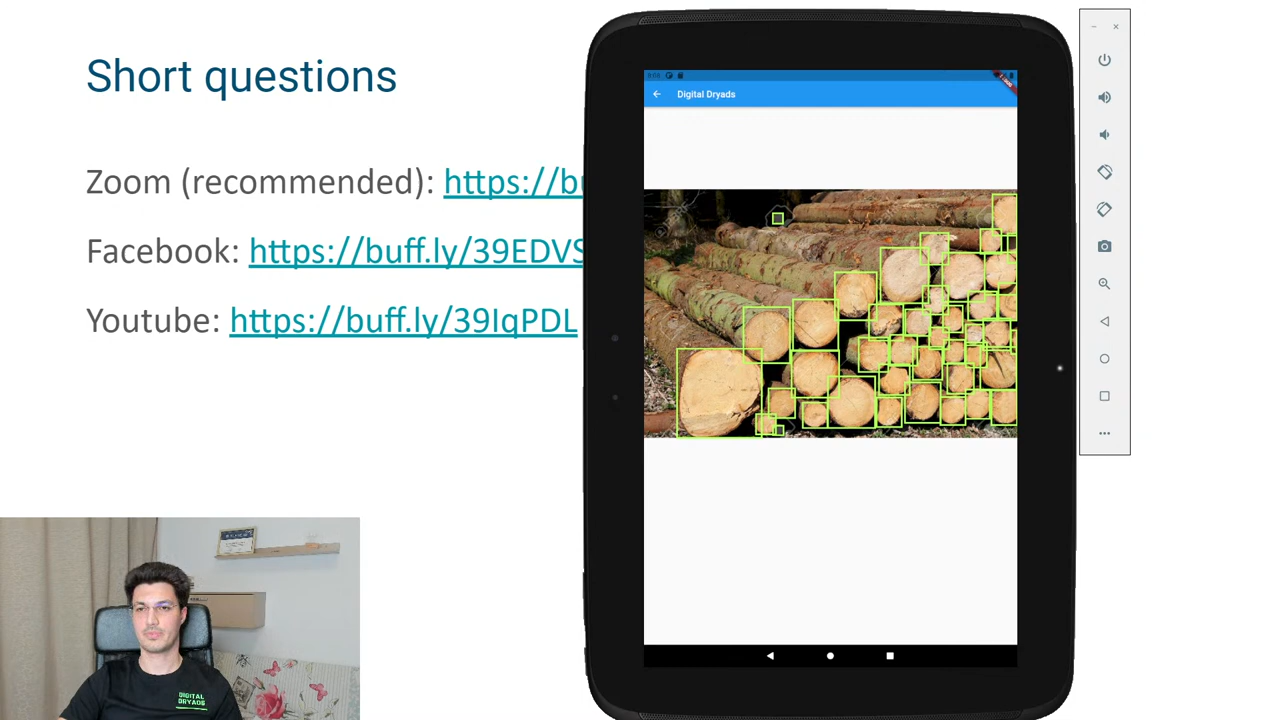 Short questions
Zoom (recommended): https://bu
Facebook: https://buff.ly/39EDVS
Youtube: https://buff.ly/39IqPDL
Digital Dryads
DIGITAL
DRYADS